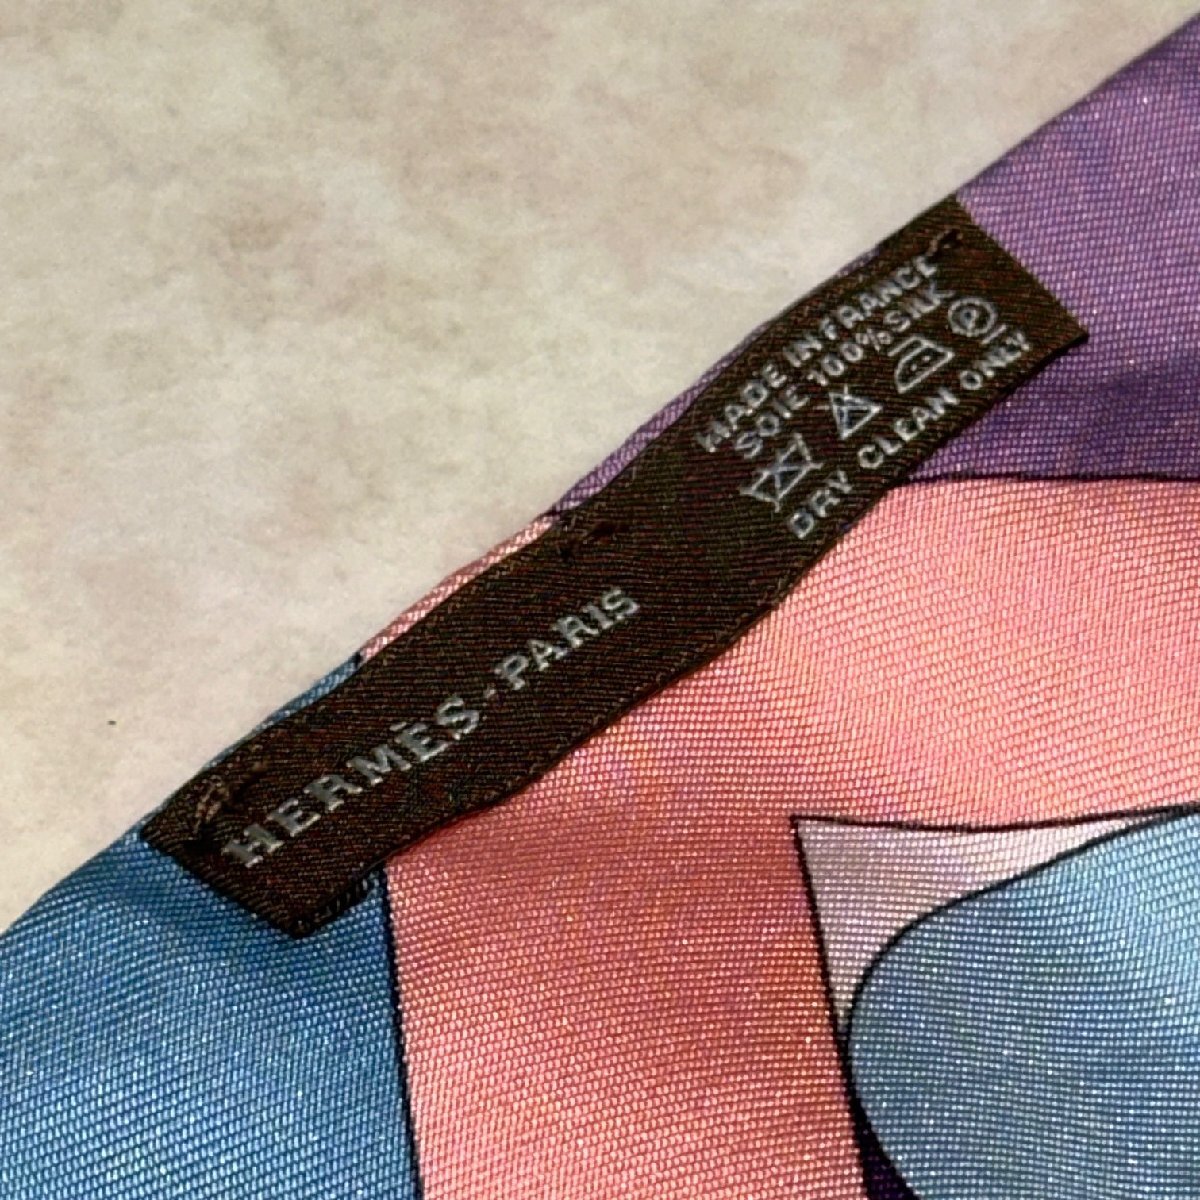 HERMÈS-PARIS
MADE IN FRANCE
SOIE 100% SILK
P
DRY CLEAN ONLY